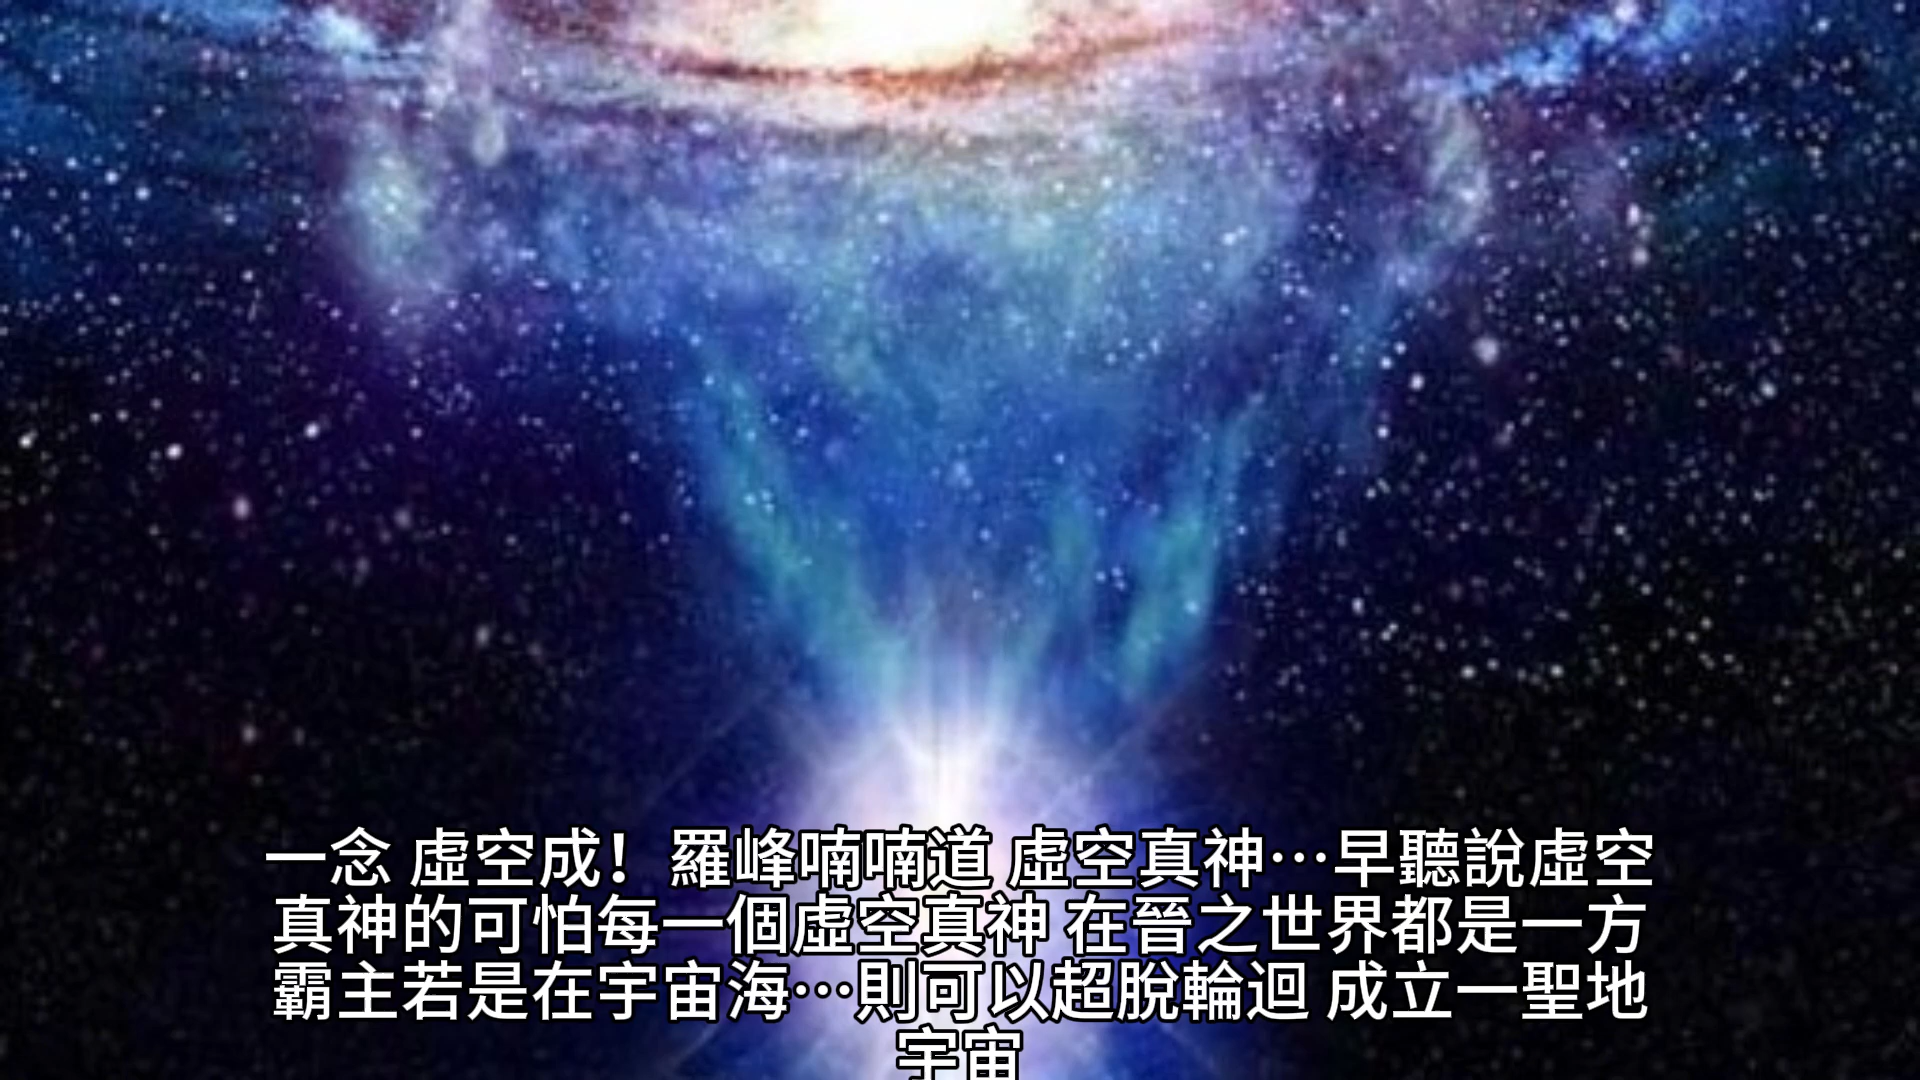 一念 虛空成！ 羅峰喃喃道 虛空真神…早聽說虛空
真神的可怕每一個虛空真神 在晉之世界都是一方
霸主若是在宇宙海…則可以超脫輪迴 成立一聖地
宇宙